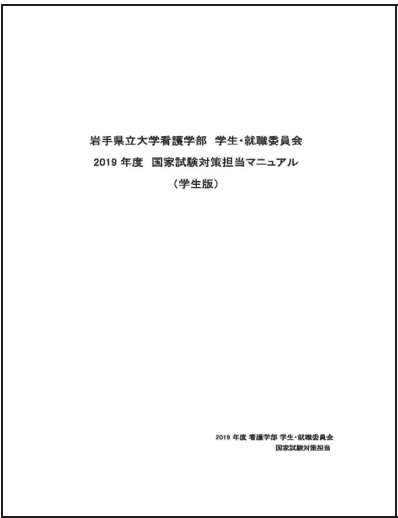 岩手県立大学看護学部　学生・就職委員会
2019 年度　国家試験対策担当マニュアル
（学生版）
2019 年度 看護学部 学生・就職委員会
国家試験対策担当